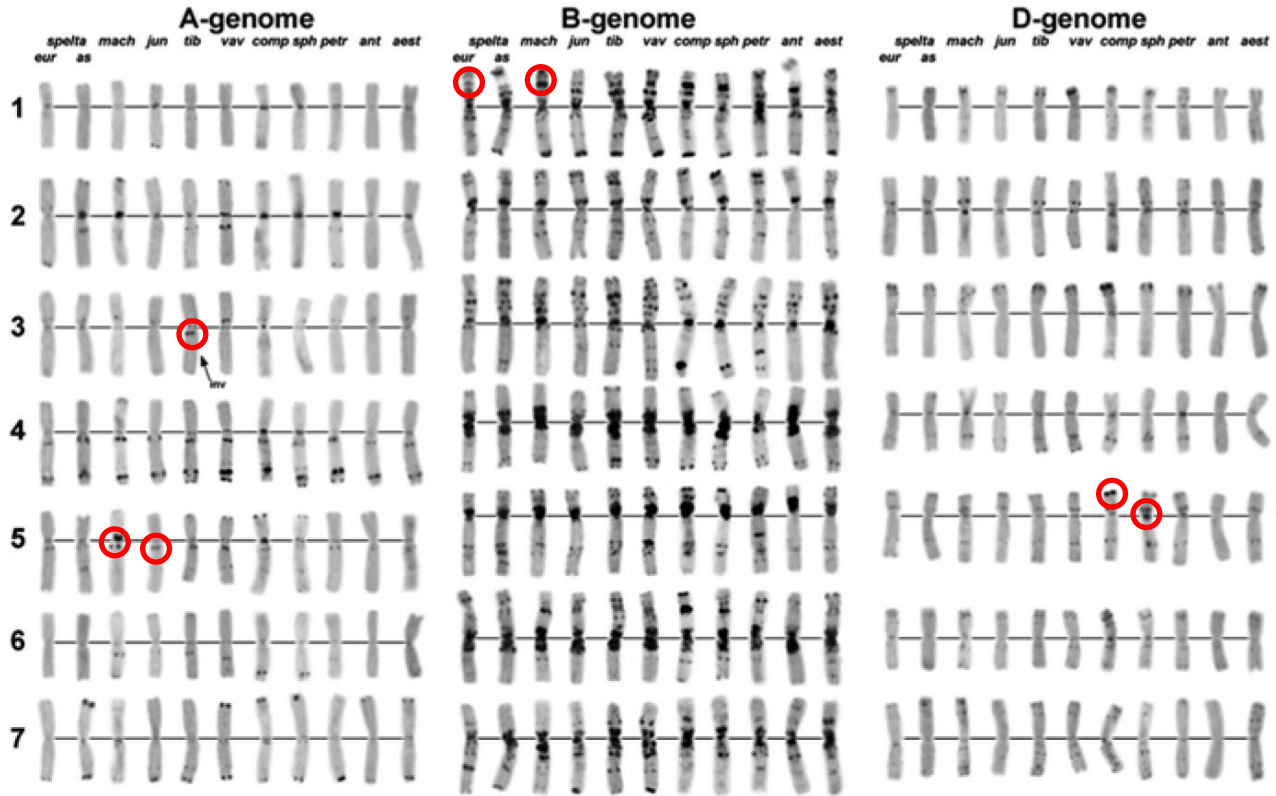 A-genome B-genome D-genome
spelta mach jun tib vav comp sph petr ant aest spelta mach jun tib vav comp sph petr ant aest spelta mach jun tib vav comp sph petr ant aest
eur as eur as eur as
1
2
3
inv
4
5
6
7